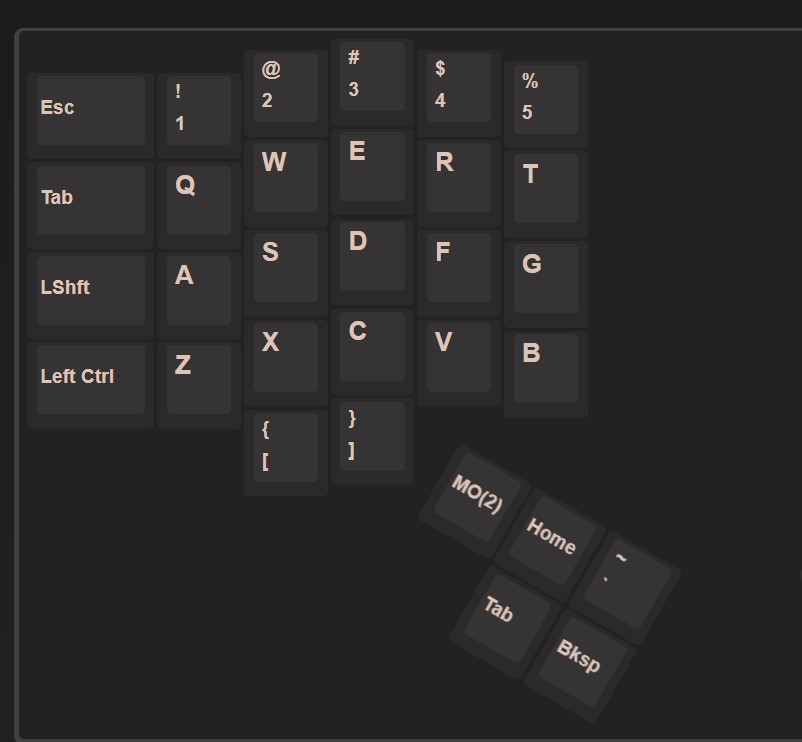 Esc
!
1
@
2
#
3
$
4
%
5
Tab
Q
W
E
R
T
LShft
A
S
D
F
G
Left Ctrl
Z
X
C
V
B
{
[
}
]
MO(2)
Home
~
`
Tab
Bksp